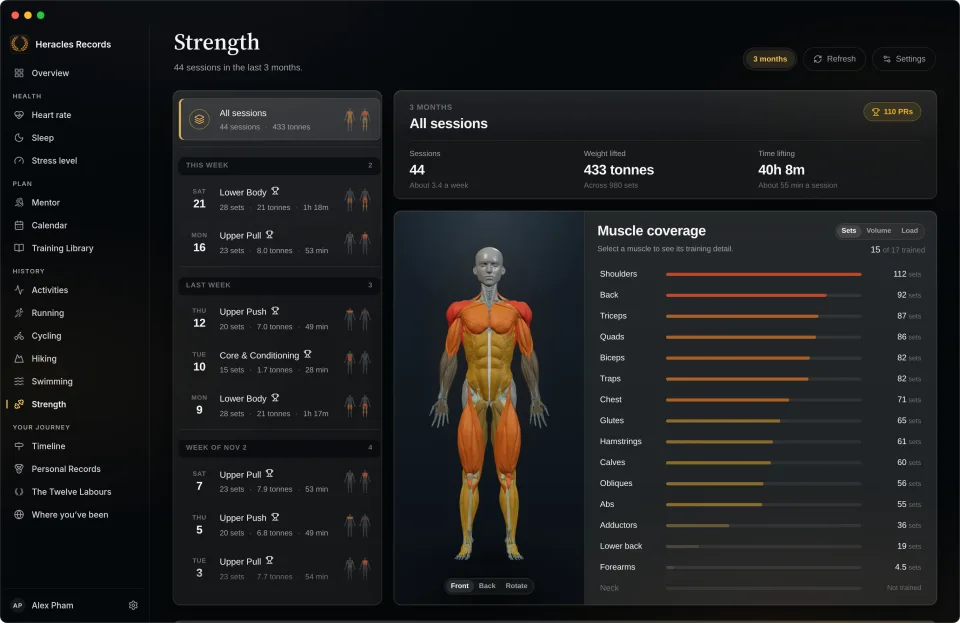 Heracles Records
Overview
HEALTH
Heart rate
Sleep
Stress level
PLAN
Mentor
Calendar
Training Library
HISTORY
Activities
Running
Cycling
Hiking
Swimming
Strength
YOUR JOURNEY
Timeline
Personal Records
The Twelve Labours
Where you've been
AP Alex Pham
Strength
44 sessions in the last 3 months.
3 months Refresh Settings
All sessions
44 sessions · 433 tonnes
THIS WEEK 2
SAT 21 Lower Body
28 sets · 21 tonnes · 1h 18m
MON 16 Upper Pull
23 sets · 8.0 tonnes · 53 min
LAST WEEK 3
THU 12 Upper Push
20 sets · 7.0 tonnes · 49 min
TUE 10 Core & Conditioning
15 sets · 1.7 tonnes · 28 min
MON 9 Lower Body
28 sets · 21 tonnes · 1h 17m
WEEK OF NOV 2 4
SAT 7 Upper Pull
23 sets · 7.9 tonnes · 53 min
THU 5 Upper Push
20 sets · 6.8 tonnes · 49 min
TUE 3 Upper Pull
23 sets · 7.7 tonnes · 54 min
3 MONTHS
All sessions
110 PRs
Sessions
44
About 3.4 a week
Weight lifted
433 tonnes
Across 980 sets
Time lifting
40h 8m
About 55 min a session
Front Back Rotate
Muscle coverage
Select a muscle to see its training detail.
Sets Volume Load
15 of 17 trained
Shoulders 112 sets
Back 92 sets
Triceps 87 sets
Quads 86 sets
Biceps 82 sets
Traps 82 sets
Chest 71 sets
Glutes 65 sets
Hamstrings 61 sets
Calves 60 sets
Obliques 56 sets
Abs 55 sets
Adductors 36 sets
Lower back 19 sets
Forearms 4.5 sets
Neck Not trained